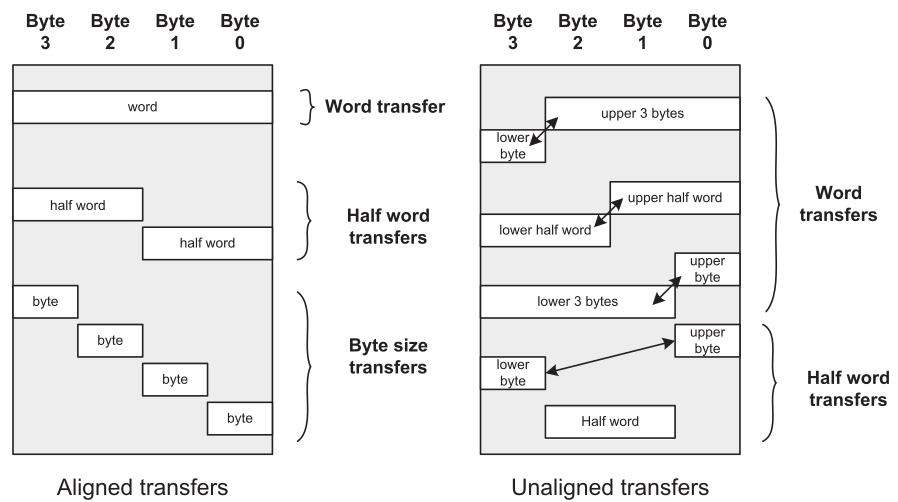 Byte Byte Byte Byte
3 2 1 0
word
Word transfer
half word
half word
Half word
transfers
byte
byte
byte
byte
Byte size
transfers
Aligned transfers
Byte Byte Byte Byte
3 2 1 0
upper 3 bytes
lower
byte
upper half word
lower half word
upper
byte
lower 3 bytes
Word
transfers
upper
byte
lower
byte
Half word
Half word
transfers
Unaligned transfers